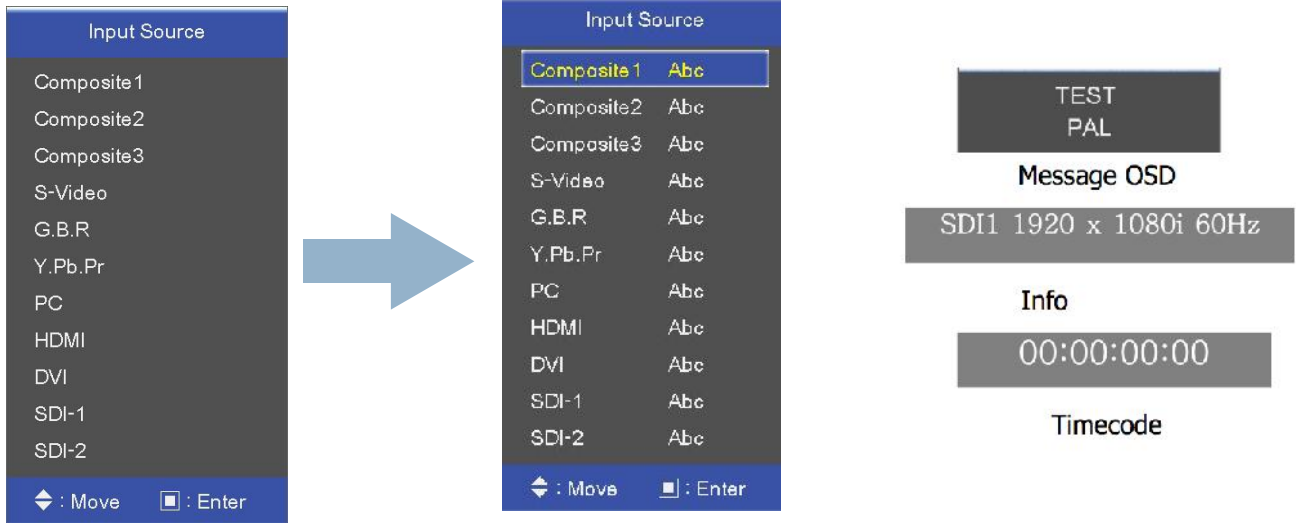 Input Source
Composite1
Composite2
Composite3
S-Video
G.B.R
Y.Pb.Pr
PC
HDMI
DVI
SDI-1
SDI-2
: Move : Enter
Input Source
Composite1 Abc
Composite2 Abc
Composite3 Abc
S-Video Abc
G.B.R Abc
Y.Pb.Pr Abc
PC Abc
HDMI Abc
DVI Abc
SDI-1 Abc
SDI-2 Abc
: Move : Enter
TEST
PAL
Message OSD
SDI1 1920 x 1080i 60Hz
Info
00:00:00:00
Timecode